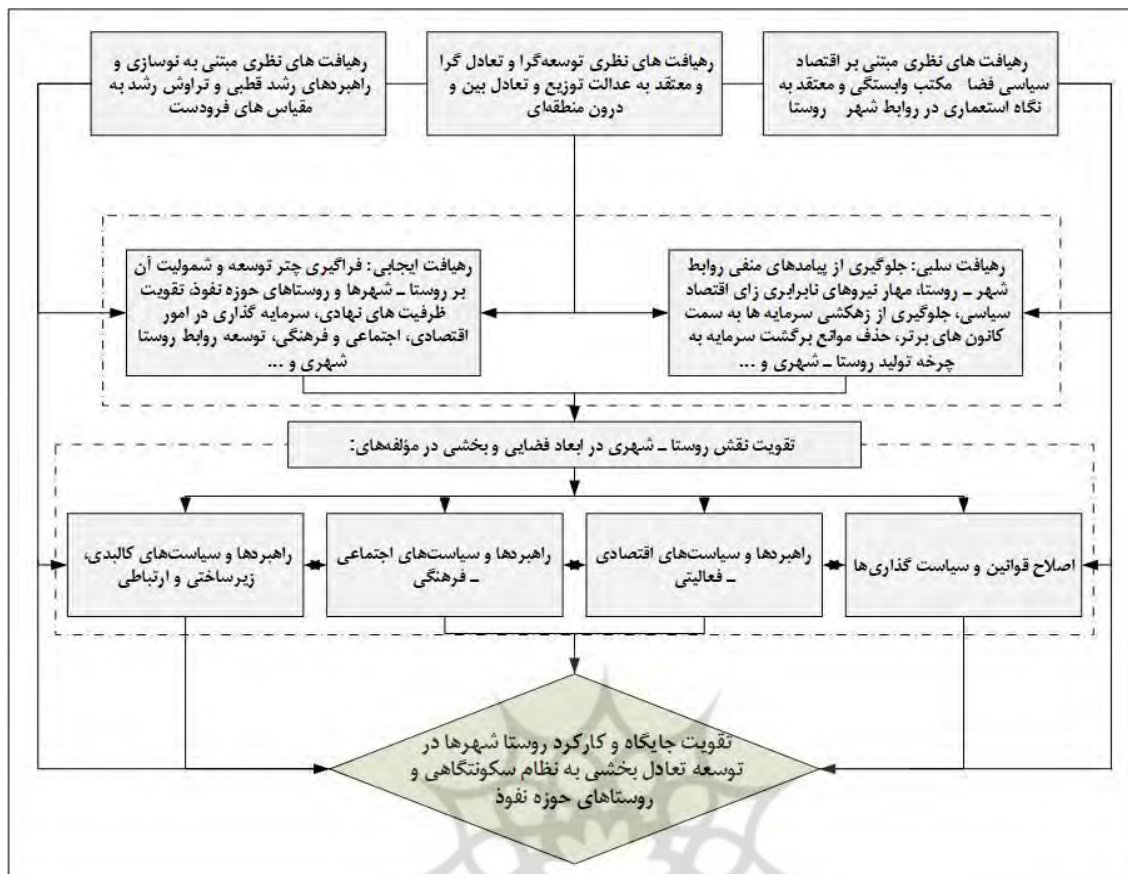 رهیافت های نظری مبتنی بر اقتصاد
سیاسی فضا مکتب وابستگی و معتقد به
نگاه استعماری در روابط شهر روستا
رهیافت های نظری توسعه‌گرا و تعادل گرا
و معتقد به عدالت توزیع و تعادل بین و
درون منطقه‌ای
رهیافت های نظری مبتنی به نوسازی و
راهبردهای رشد قطبی و تراوش رشد به
مقیاس های فرودست
رهیافت سلبی: جلوگیری از پیامدهای منفی روابط
شهر ـ روستا، مهار نیروهای نابرابری زای اقتصاد
سیاسی، جلوگیری از زهکشی سرمایه ها به سمت
کانون های برتر، حذف موانع برگشت سرمایه به
چرخه تولید روستا ـ شهری و ...
رهیافت ایجابی: فراگیری چتر توسعه و شمولیت آن
بر روستا ـ شهرها و روستاهای حوزه نفوذ، تقویت
ظرفیت های نهادی، سرمایه گذاری در امور
اقتصادی، اجتماعی و فرهنگی، توسعه روابط روستا
شهری و ...
تقویت نقش روستا ـ شهری در ابعاد فضایی و بخشی در مؤلفه‌های:
اصلاح قوانین و سیاست گذاری‌ها
راهبردها و سیاست‌های اقتصادی
ـ فعالیتی
راهبردها و سیاست‌های اجتماعی
ـ فرهنگی
راهبردها و سیاست‌های کالبدی،
زیرساختی و ارتباطی
تقویت جایگاه و کارکرد روستا شهرها در
توسعه تعادل بخشی به نظام سکونتگاهی و
روستاهای حوزه نفوذ